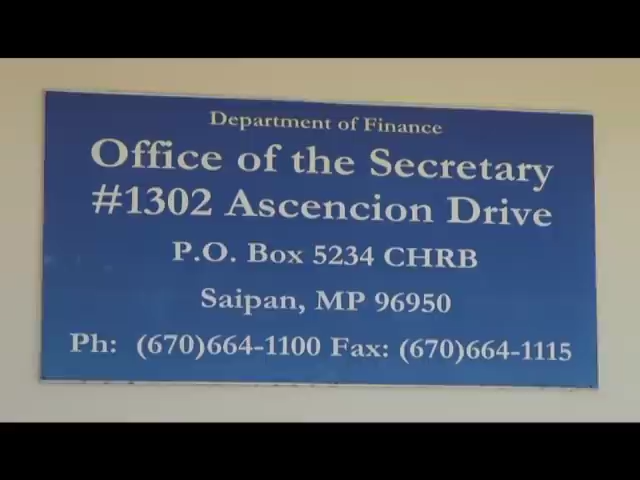 Department of Finance
Office of the Secretary
#1302 Ascencion Drive
P.O. Box 5234 CHRB
Saipan, MP 96950
Ph: (670)664-1100 Fax: (670)664-1115